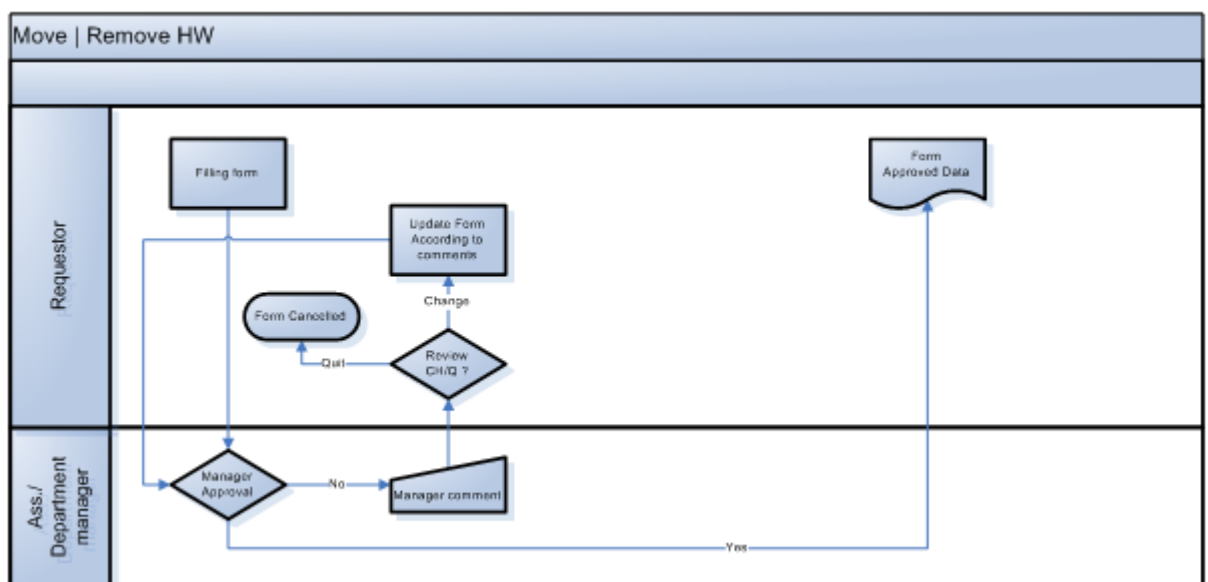 Move | Remove HW
Requestor
Filling form
Form
Approved Data
Update Form
According to
comments
Change
Form Cancelled
Quit
Review
CH/Q ?
Ass./
Department
manager
Manager
Approval
No
Manager comment
Yes